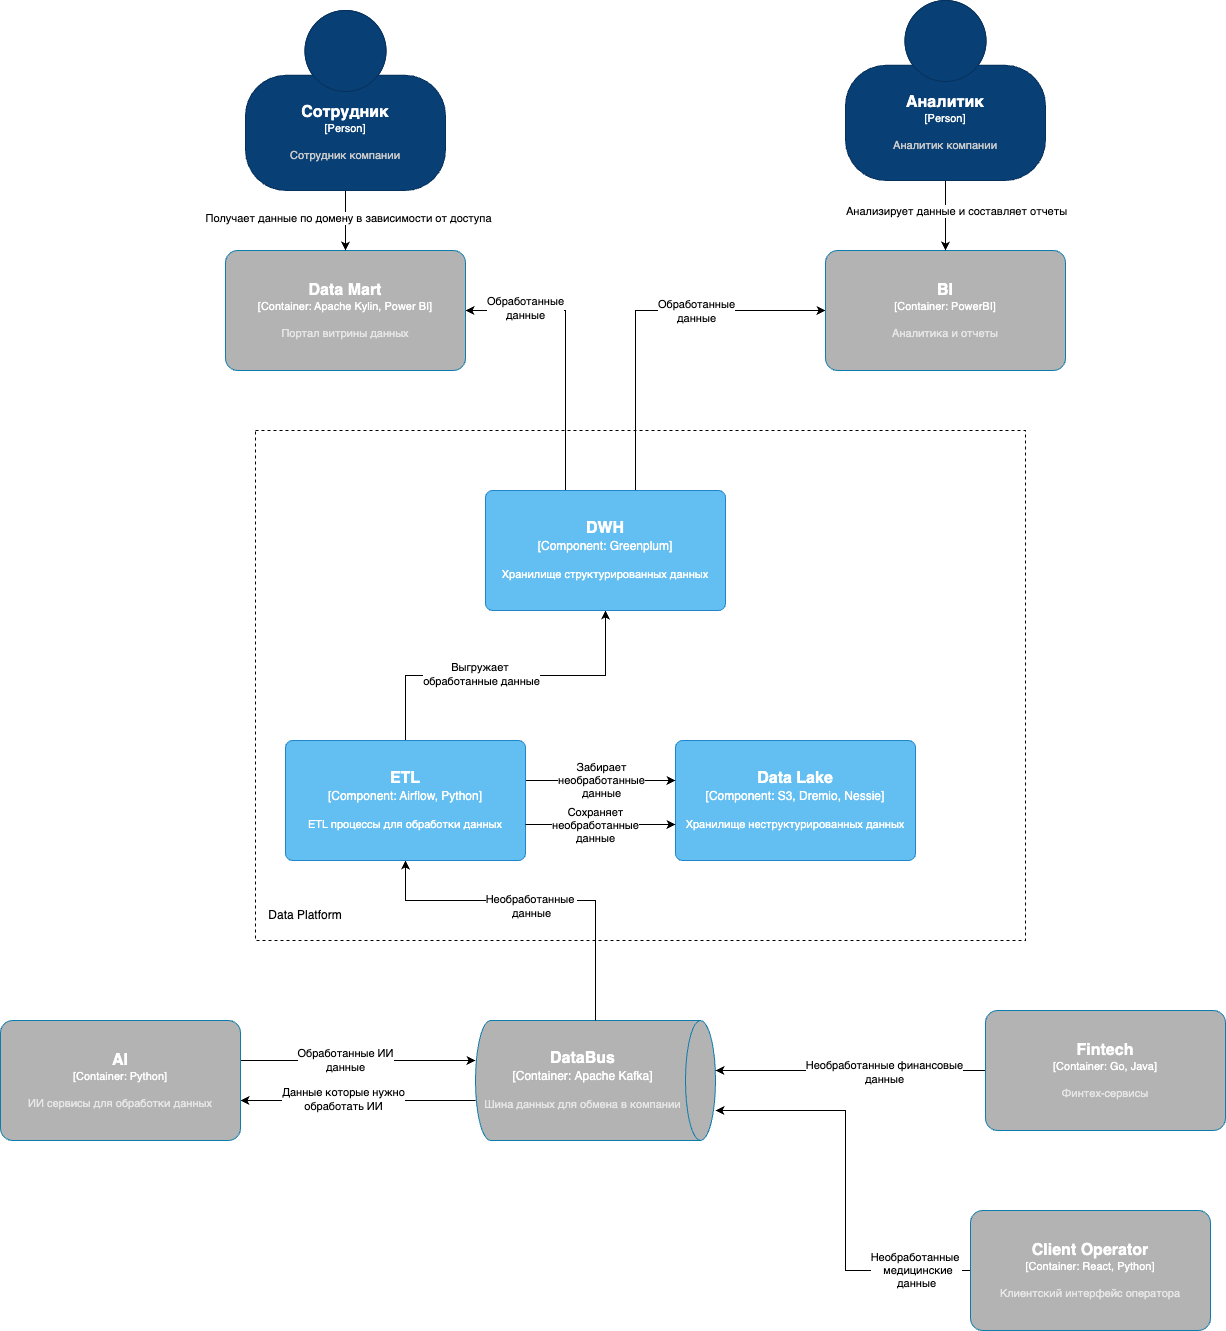 Сотрудник
[Person]
Сотрудник компании
Аналитик
[Person]
Аналитик компании
Получает данные по домену в зависимости от доступа
Анализирует данные и составляет отчеты
Data Mart
[Container: Apache Kylin, Power BI]
Портал витрины данных
Обработанные
данные
Обработанные
данные
BI
[Container: PowerBI]
Аналитика и отчеты
DWH
[Component: Greenplum]
Хранилище структурированных данных
Выгружает
обработанные данные
ETL
[Component: Airflow, Python]
ETL процессы для обработки данных
Забирает
необработанные
данные
Сохраняет
необработанные
данные
Data Lake
[Component: S3, Dremio, Nessie]
Хранилище неструктурированных данных
Необработанные
данные
Data Platform
AI
[Container: Python]
ИИ сервисы для обработки данных
Обработанные ИИ
данные
Данные которые нужно
обработать ИИ
DataBus
[Container: Apache Kafka]
Шина данных для обмена в компании
Необработанные финансовые
данные
Fintech
[Container: Go, Java]
Финтех-сервисы
Необработанные
медицинские
данные
Client Operator
[Container: React, Python]
Клиентский интерфейс оператора